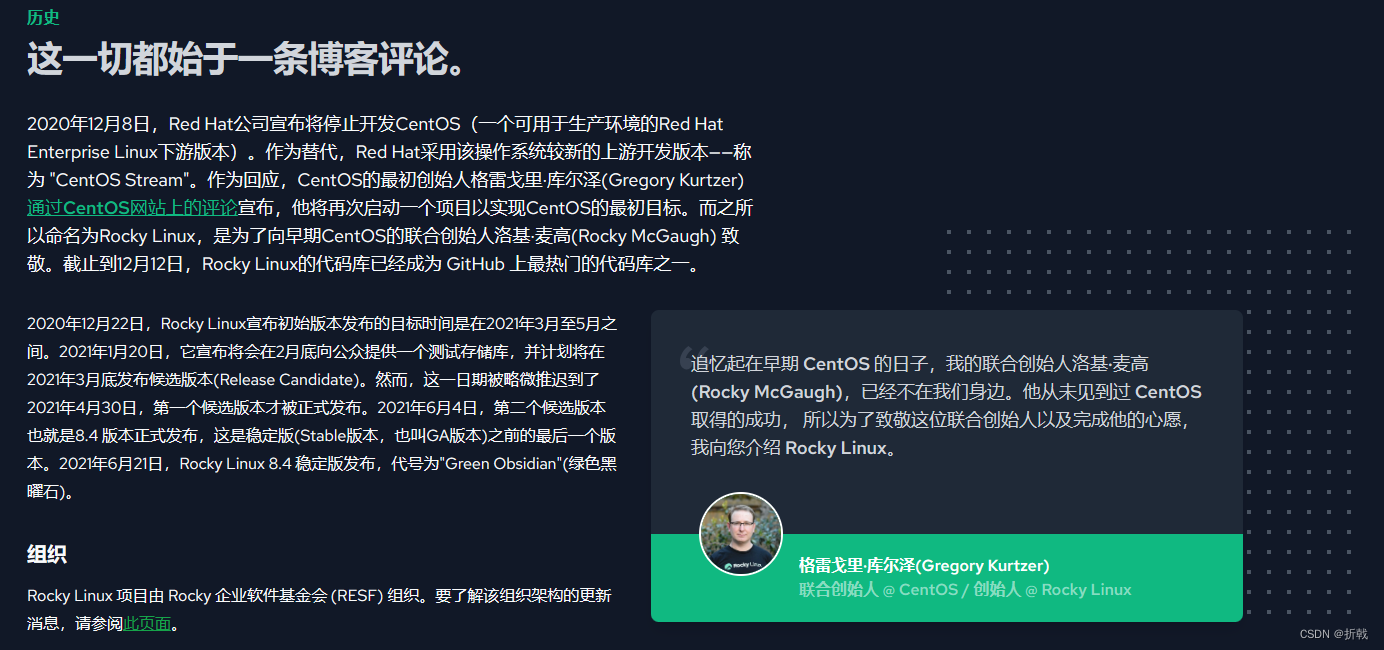 历史
这一切都始于一条博客评论。
2020年12月8日，Red Hat公司宣布将停止开发CentOS（一个可用于生产环境的Red Hat
Enterprise Linux下游版本）。作为替代，Red Hat采用该操作系统较新的上游开发版本——称
为 "CentOS Stream"。作为回应，CentOS的最初创始人格雷戈里·库尔泽(Gregory Kurtzer)
通过CentOS网站上的评论宣布，他将再次启动一个项目以实现CentOS的最初目标。而之所
以命名为Rocky Linux，是为了向早期CentOS的联合创始人洛基·麦高(Rocky McGaugh) 致
敬。截止到12月12日，Rocky Linux的代码库已经成为 GitHub 上最热门的代码库之一。
2020年12月22日，Rocky Linux宣布初始版本发布的目标时间是在2021年3月至5月之
间。2021年1月20日，它宣布将会在2月底向公众提供一个测试存储库，并计划将在
2021年3月底发布候选版本(Release Candidate)。然而，这一日期被略微推迟到了
2021年4月30日，第一个候选版本才被正式发布。2021年6月4日，第二个候选版本
也就是8.4 版本正式发布，这是稳定版(Stable版本，也叫GA版本)之前的最后一个版
本。2021年6月21日，Rocky Linux 8.4 稳定版发布，代号为"Green Obsidian"(绿色黑
曜石)。
组织
Rocky Linux 项目由 Rocky 企业软件基金会 (RESF) 组织。要了解该组织架构的更新
消息，请参阅此页面。
“
追忆起在早期 CentOS 的日子，我的联合创始人洛基·麦高
(Rocky McGaugh)，已经不在我们身边。他从未见到过 CentOS
取得的成功， 所以为了致敬这位联合创始人以及完成他的心愿，
我向您介绍 Rocky Linux。
Rocky Linux
格雷戈里·库尔泽(Gregory Kurtzer)
联合创始人 @ CentOS / 创始人 @ Rocky Linux
CSDN @折戟